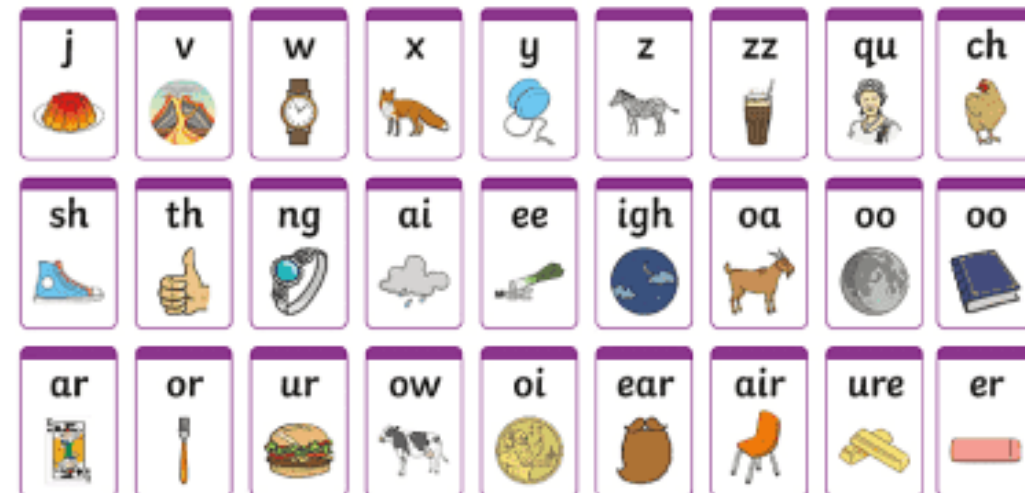 j v w x y z zz qu ch
sh th ng ai ee igh oa oo oo
ar or ur ow oi ear air ure er